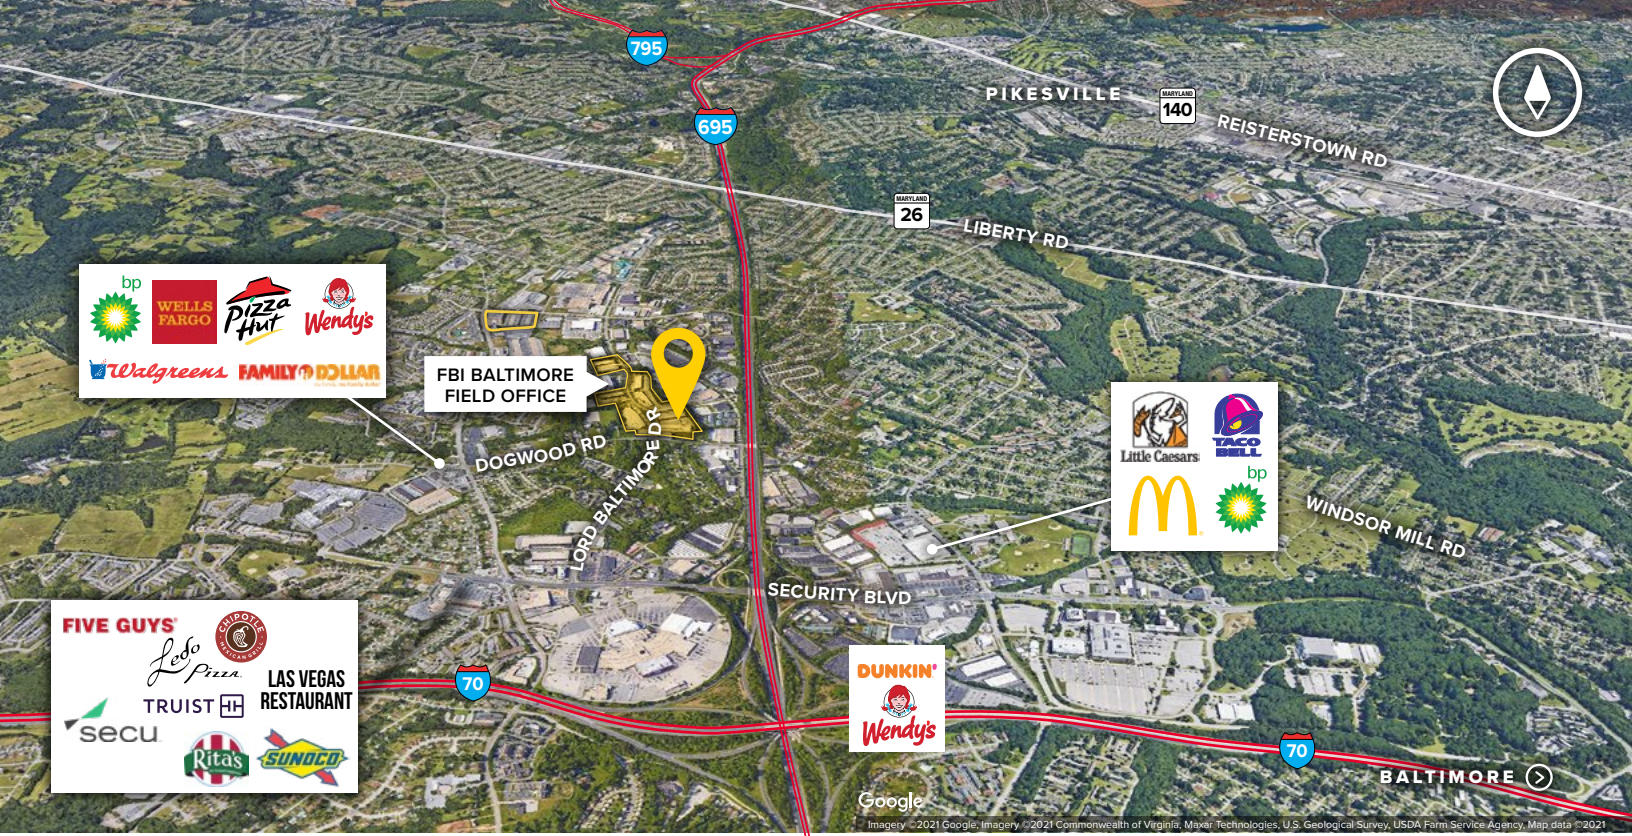 795
695
PIKESVILLE
MARYLAND
140
REISTERSTOWN RD
MARYLAND
26
LIBERTY RD
bp
WELLS
FARGO
Pizza
Hut
Wendy's
Walgreens
FAMILY DOLLAR
FBI BALTIMORE
FIELD OFFICE
DOGWOOD RD
LORD BALTIMORE DR
Little Caesars
TACO
BELL
bp
WINDSOR MILL RD
SECURITY BLVD
FIVE GUYS
CHIPOTLE
MEXICAN GRILL
Ledo
Pizza
LAS VEGAS
RESTAURANT
TRUIST
secu
Rita's
SUNOCO
70
DUNKIN'
Wendy's
70
BALTIMORE
Google
Imagery ©2021 Google, Imagery ©2021 Commonwealth of Virginia, Maxar Technologies, U.S. Geological Survey, USDA Farm Service Agency, Map data ©2021